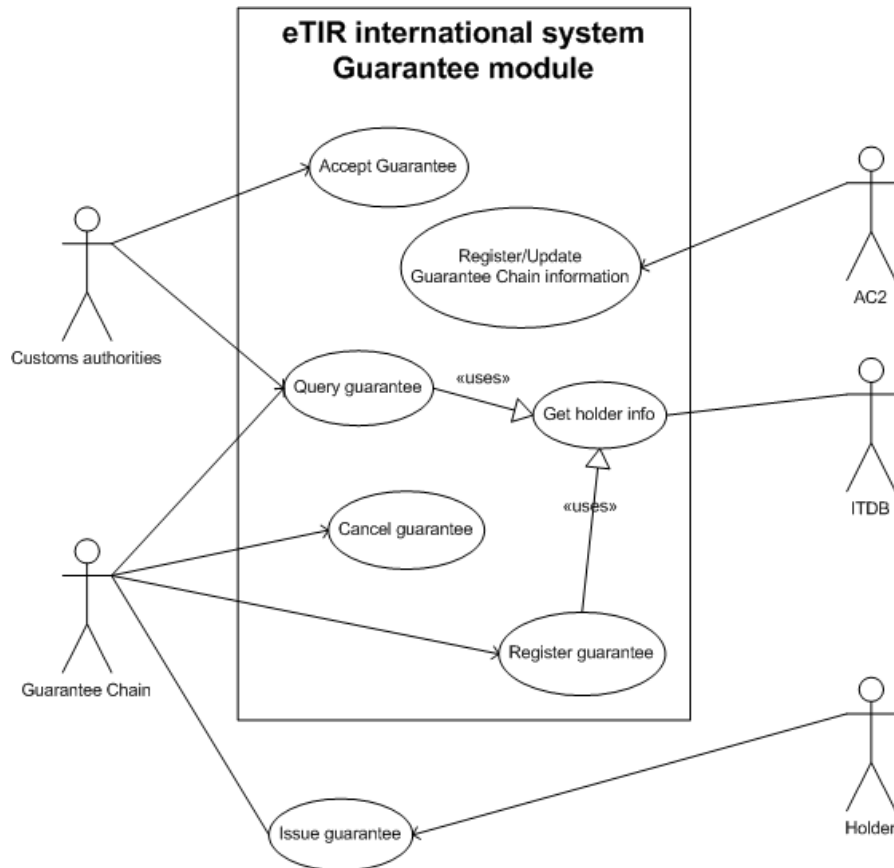 eTIR international system
Guarantee module
Accept Guarantee
Register/Update
Guarantee Chain information
AC2
Customs authorities
Query guarantee
«uses»
Get holder info
ITDB
«uses»
Cancel guarantee
Register guarantee
Guarantee Chain
Issue guarantee
Holder